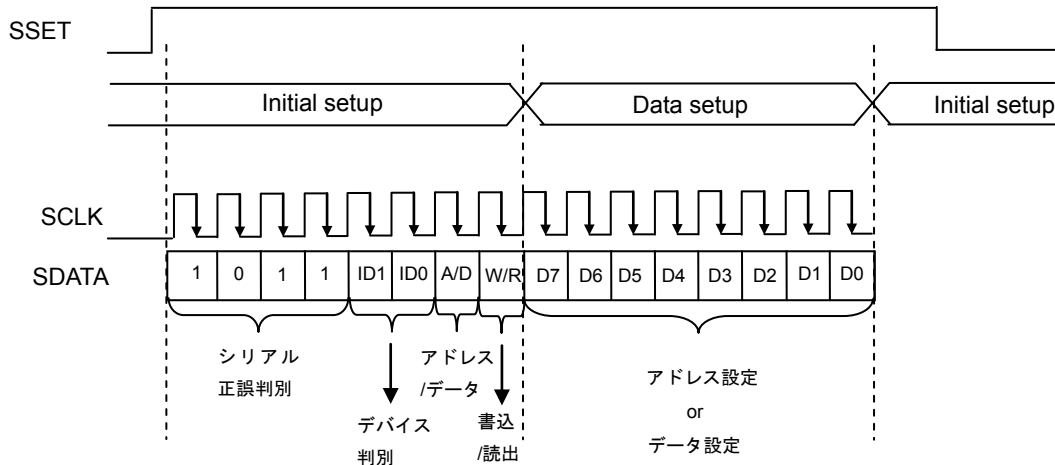 SSET
Initial setup Data setup Initial setup
SCLK
SDATA 1 0 1 1 ID1 ID0 A/D W/R D7 D6 D5 D4 D3 D2 D1 D0
シリアル
正誤判別
デバイス
判別
アドレス
/データ
書込
/読出
アドレス設定
or
データ設定